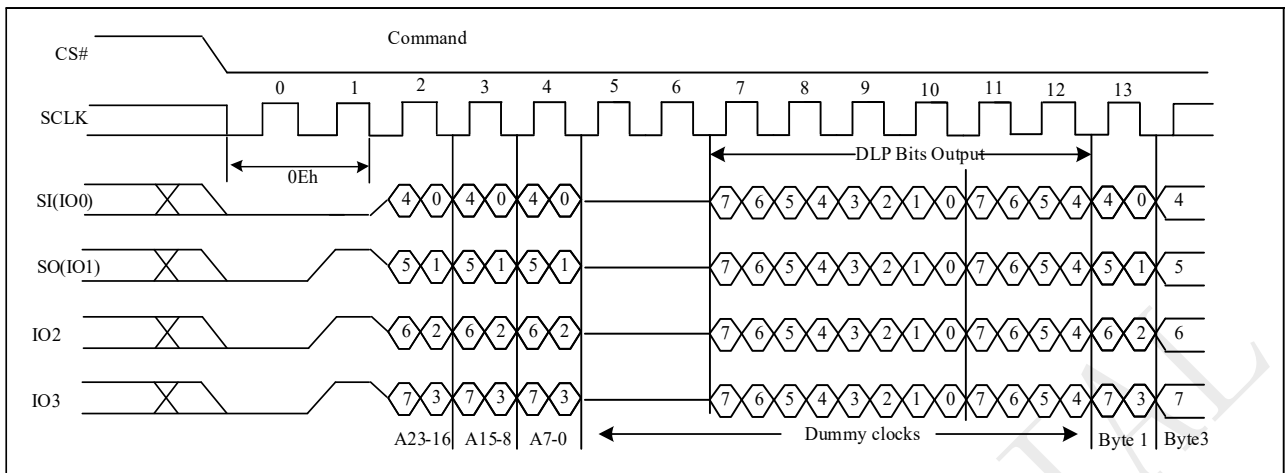 Command
CS#
0 1 2 3 4 5 6 7 8 9 10 11 12 13
SCLK
DLP Bits Output
0Eh
SI(IO0) 4 0 4 0 4 0 7 6 5 4 3 2 1 0 7 6 5 4 4 0 4
SO(IO1) 5 1 5 1 5 1 7 6 5 4 3 2 1 0 7 6 5 4 5 1 5
IO2 6 2 6 2 6 2 7 6 5 4 3 2 1 0 7 6 5 4 6 2 6
IO3 7 3 7 3 7 3 7 6 5 4 3 2 1 0 7 6 5 4 7 3 7
A23-16 A15-8 A7-0 Dummy clocks Byte 1 Byte3